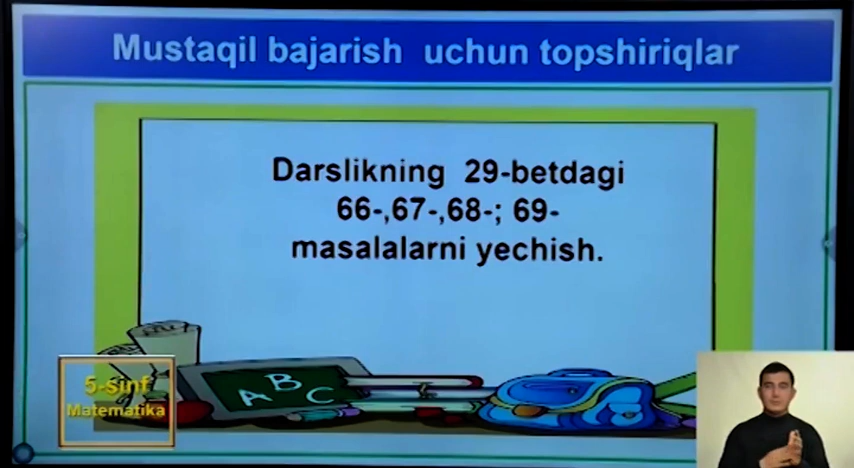 Mustaqil bajarish uchun topshiriqlar
Darslikning 29-betdagi
66-,67-,68-; 69-
masalalarni yechish.
5-sinf
Matematika
A B C